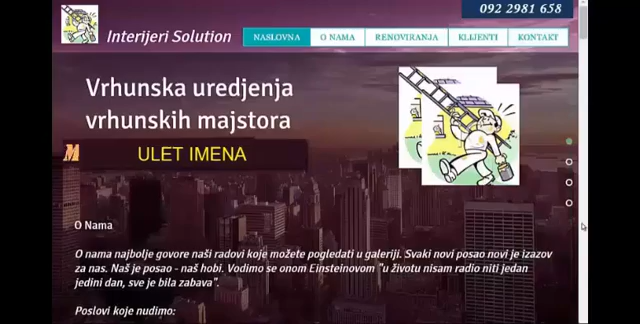 092 2981 658
Interijeri Solution
NASLOVNA
O NAMA
RENOVIRANJA
KLIJENTI
KONTAKT
Vrhunska uredjenja
vrhunskih majstora
M
ULET IMENA
O Nama
O nama najbolje govore naši radovi koje možete pogledati u galeriji. Svaki novi posao novi je izazov
za nas. Naš je posao - naš hobi. Vodimo se onom Einsteinovom "u životu nisam radio niti jedan
jedini dan, sve je bila zabava".
Poslovi koje nudimo: